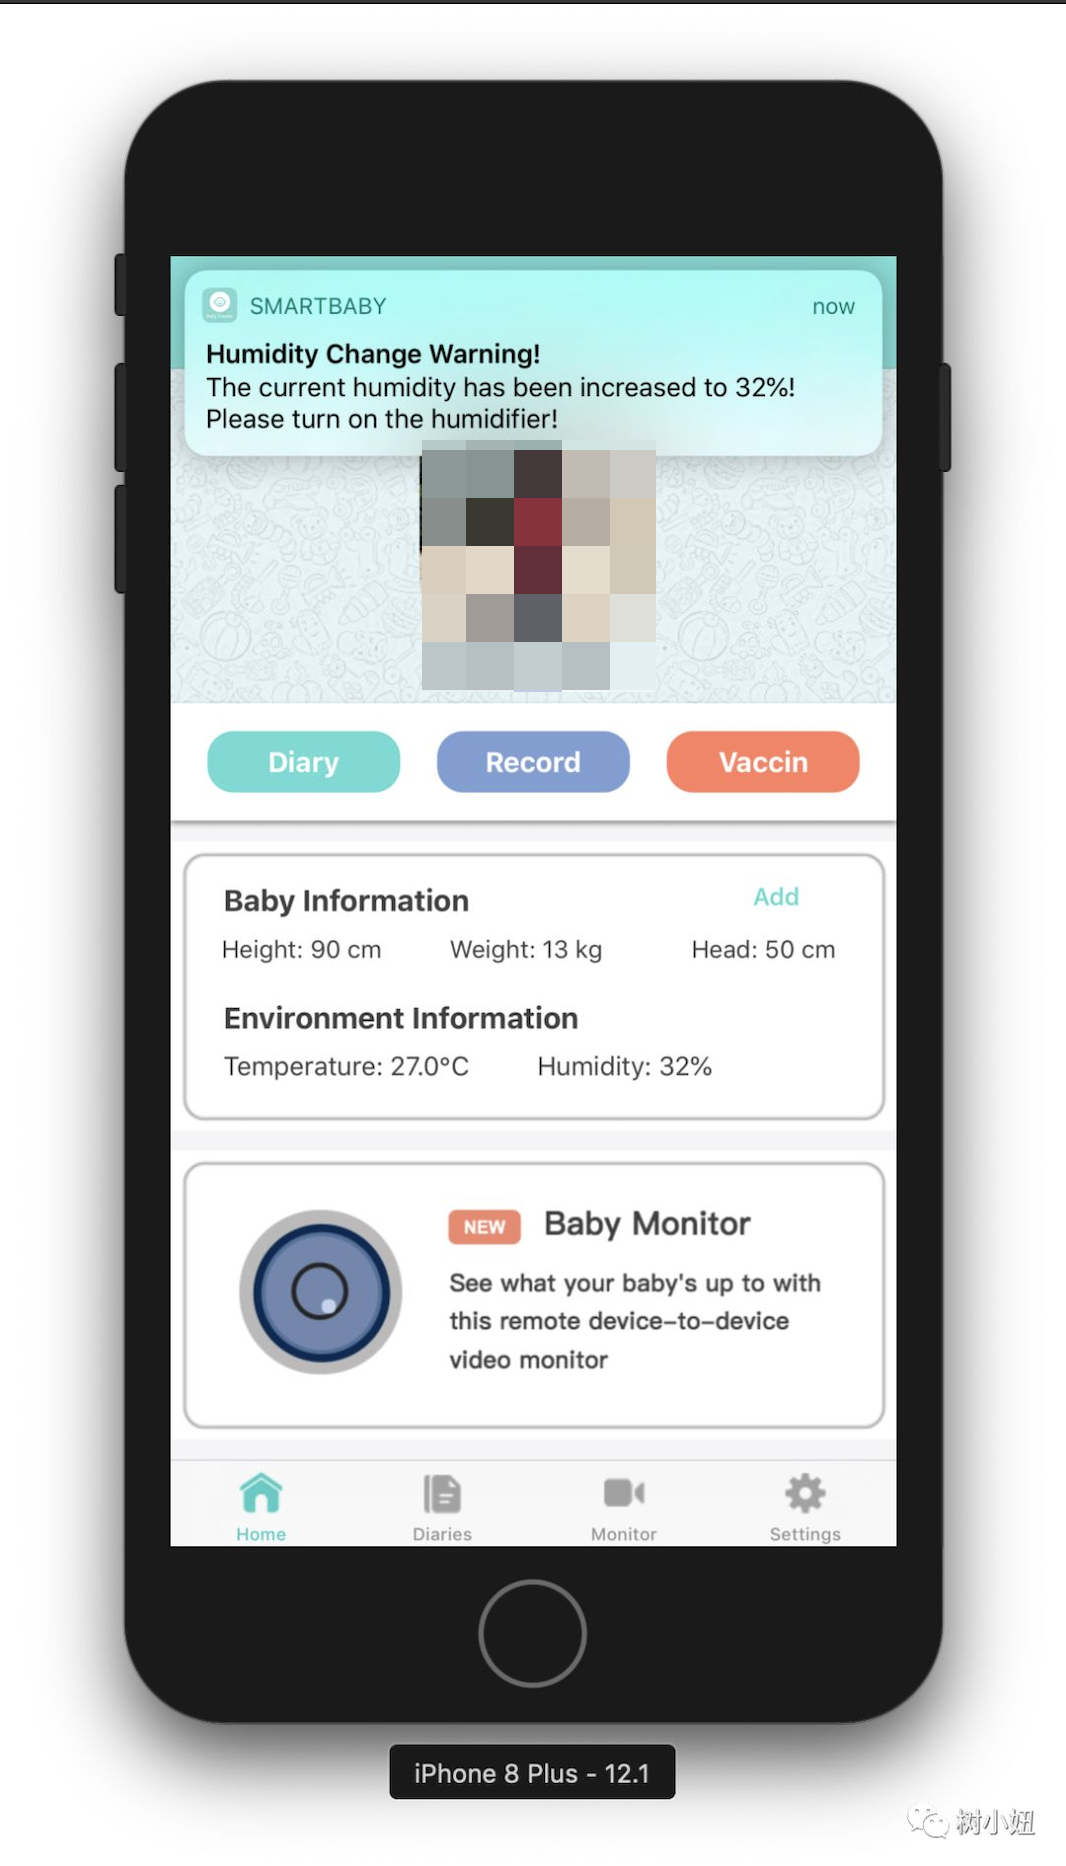 SMARTBABY
now
Humidity Change Warning!
The current humidity has been increased to 32%!
Please turn on the humidifier!
Diary
Record
Vaccin
Baby Information
Add
Height: 90 cm
Weight: 13 kg
Head: 50 cm
Environment Information
Temperature: 27.0°C
Humidity: 32%
NEW
Baby Monitor
See what your baby's up to with
this remote device-to-device
video monitor
Home
Diaries
Monitor
Settings
iPhone 8 Plus - 12.1
树小妞